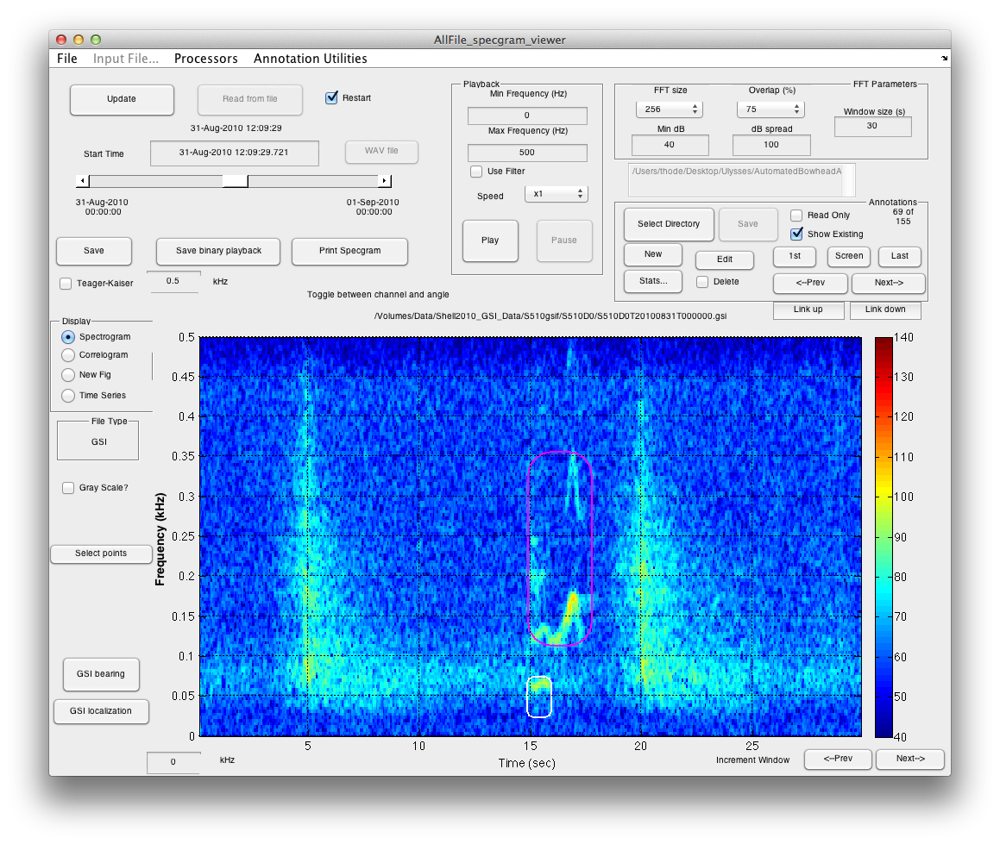 AllFile_specgram_viewer
File Input File... Processors Annotation Utilities
Update
Read from file
Restart
31-Aug-2010 12:09:29
Start Time
31-Aug-2010 12:09:29.721
WAV file
31-Aug-2010
00:00:00
01-Sep-2010
00:00:00
Save
Save binary playback
Print Specgram
Teager-Kaiser
0.5
kHz
Toggle between channel and angle
Playback
Min Frequency (Hz)
0
Max Frequency (Hz)
500
Use Filter
Speed
x1
Play
Pause
FFT Parameters
FFT size
256
Overlap (%)
75
Window size (s)
30
Min dB
40
dB spread
100
/Users/thode/Desktop/Ulysses/AutomatedBowheadA
Annotations
69 of
155
Select Directory
Save
Read Only
Show Existing
New
Edit
1st
Screen
Last
Stats...
Delete
<--Prev
Next-->
Link up
Link down
/Volumes/Data/Shell2010_GSI_Data/S510gsif/S510D0/S510D0T20100831T000000.gsi
Display
Spectrogram
Correlogram
New Fig
Time Series
File Type
GSI
Gray Scale?
Select points
GSI bearing
GSI localization
0
kHz
Frequency (kHz)
0.5
0.45
0.4
0.35
0.3
0.25
0.2
0.15
0.1
0.05
0
5
10
15
20
25
Time (sec)
140
130
120
110
100
90
80
70
60
50
40
Increment Window
<--Prev
Next-->